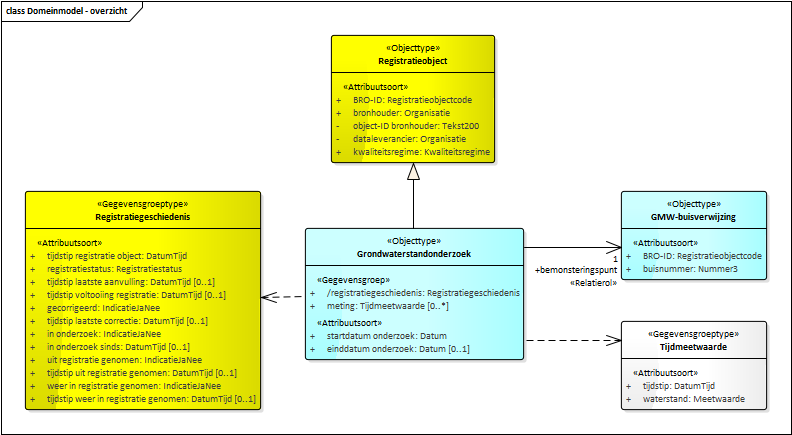 class Domeinmodel - overzicht
«Objecttype»
Registratieobject
«Attribuutsoort»
+ BRO-ID: Registratieobjectcode
+ bronhouder: Organisatie
- object-ID bronhouder: Tekst200
- dataleverancier: Organisatie
+ kwaliteitsregime: Kwaliteitsregime
«Gegevensgroeptype»
Registratiegeschiedenis
«Attribuutsoort»
+ tijdstip registratie object: DatumTijd
+ registratiestatus: Registratiestatus
+ tijdstip laatste aanvulling: DatumTijd [0..1]
+ tijdstip voltooiing registratie: DatumTijd [0..1]
+ gecorrigeerd: IndicatieJaNee
+ tijdstip laatste correctie: DatumTijd [0..1]
+ in onderzoek: IndicatieJaNee
+ in onderzoek sinds: DatumTijd [0..1]
+ uit registratie genomen: IndicatieJaNee
+ tijdstip uit registratie genomen: DatumTijd [0..1]
+ weer in registratie genomen: IndicatieJaNee
+ tijdstip weer in registratie genomen: DatumTijd [0..1]
«Objecttype»
Grondwaterstandonderzoek
«Gegevensgroep»
+ /registratiegeschiedenis: Registratiegeschiedenis
+ meting: Tijdmeetwaarde [0..*]
«Attribuutsoort»
+ startdatum onderzoek: Datum
+ einddatum onderzoek: Datum [0..1]
1
+bemonsteringspunt
«Relatierol»
«Objecttype»
GMW-buisverwijzing
«Attribuutsoort»
+ BRO-ID: Registratieobjectcode
+ buisnummer: Nummer3
«Gegevensgroeptype»
Tijdmeetwaarde
«Attribuutsoort»
+ tijdstip: DatumTijd
+ waterstand: Meetwaarde